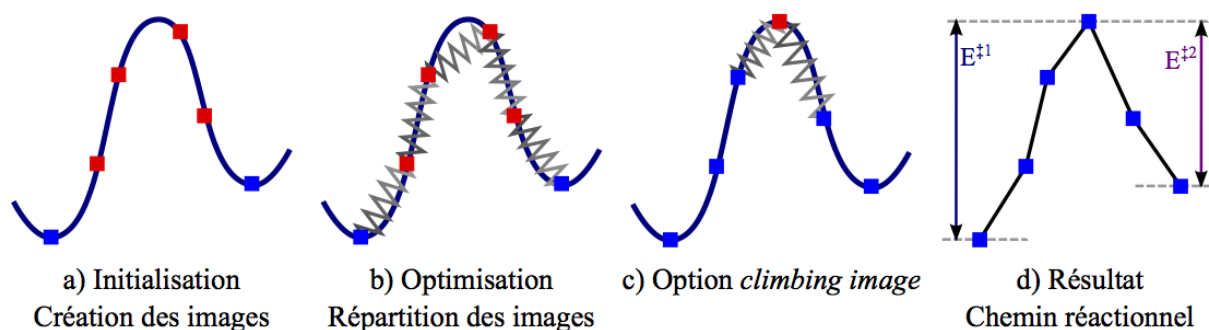 E‡1
E‡2
a) Initialisation
Création des images
b) Optimisation
Répartition des images
c) Option climbing image
d) Résultat
Chemin réactionnel